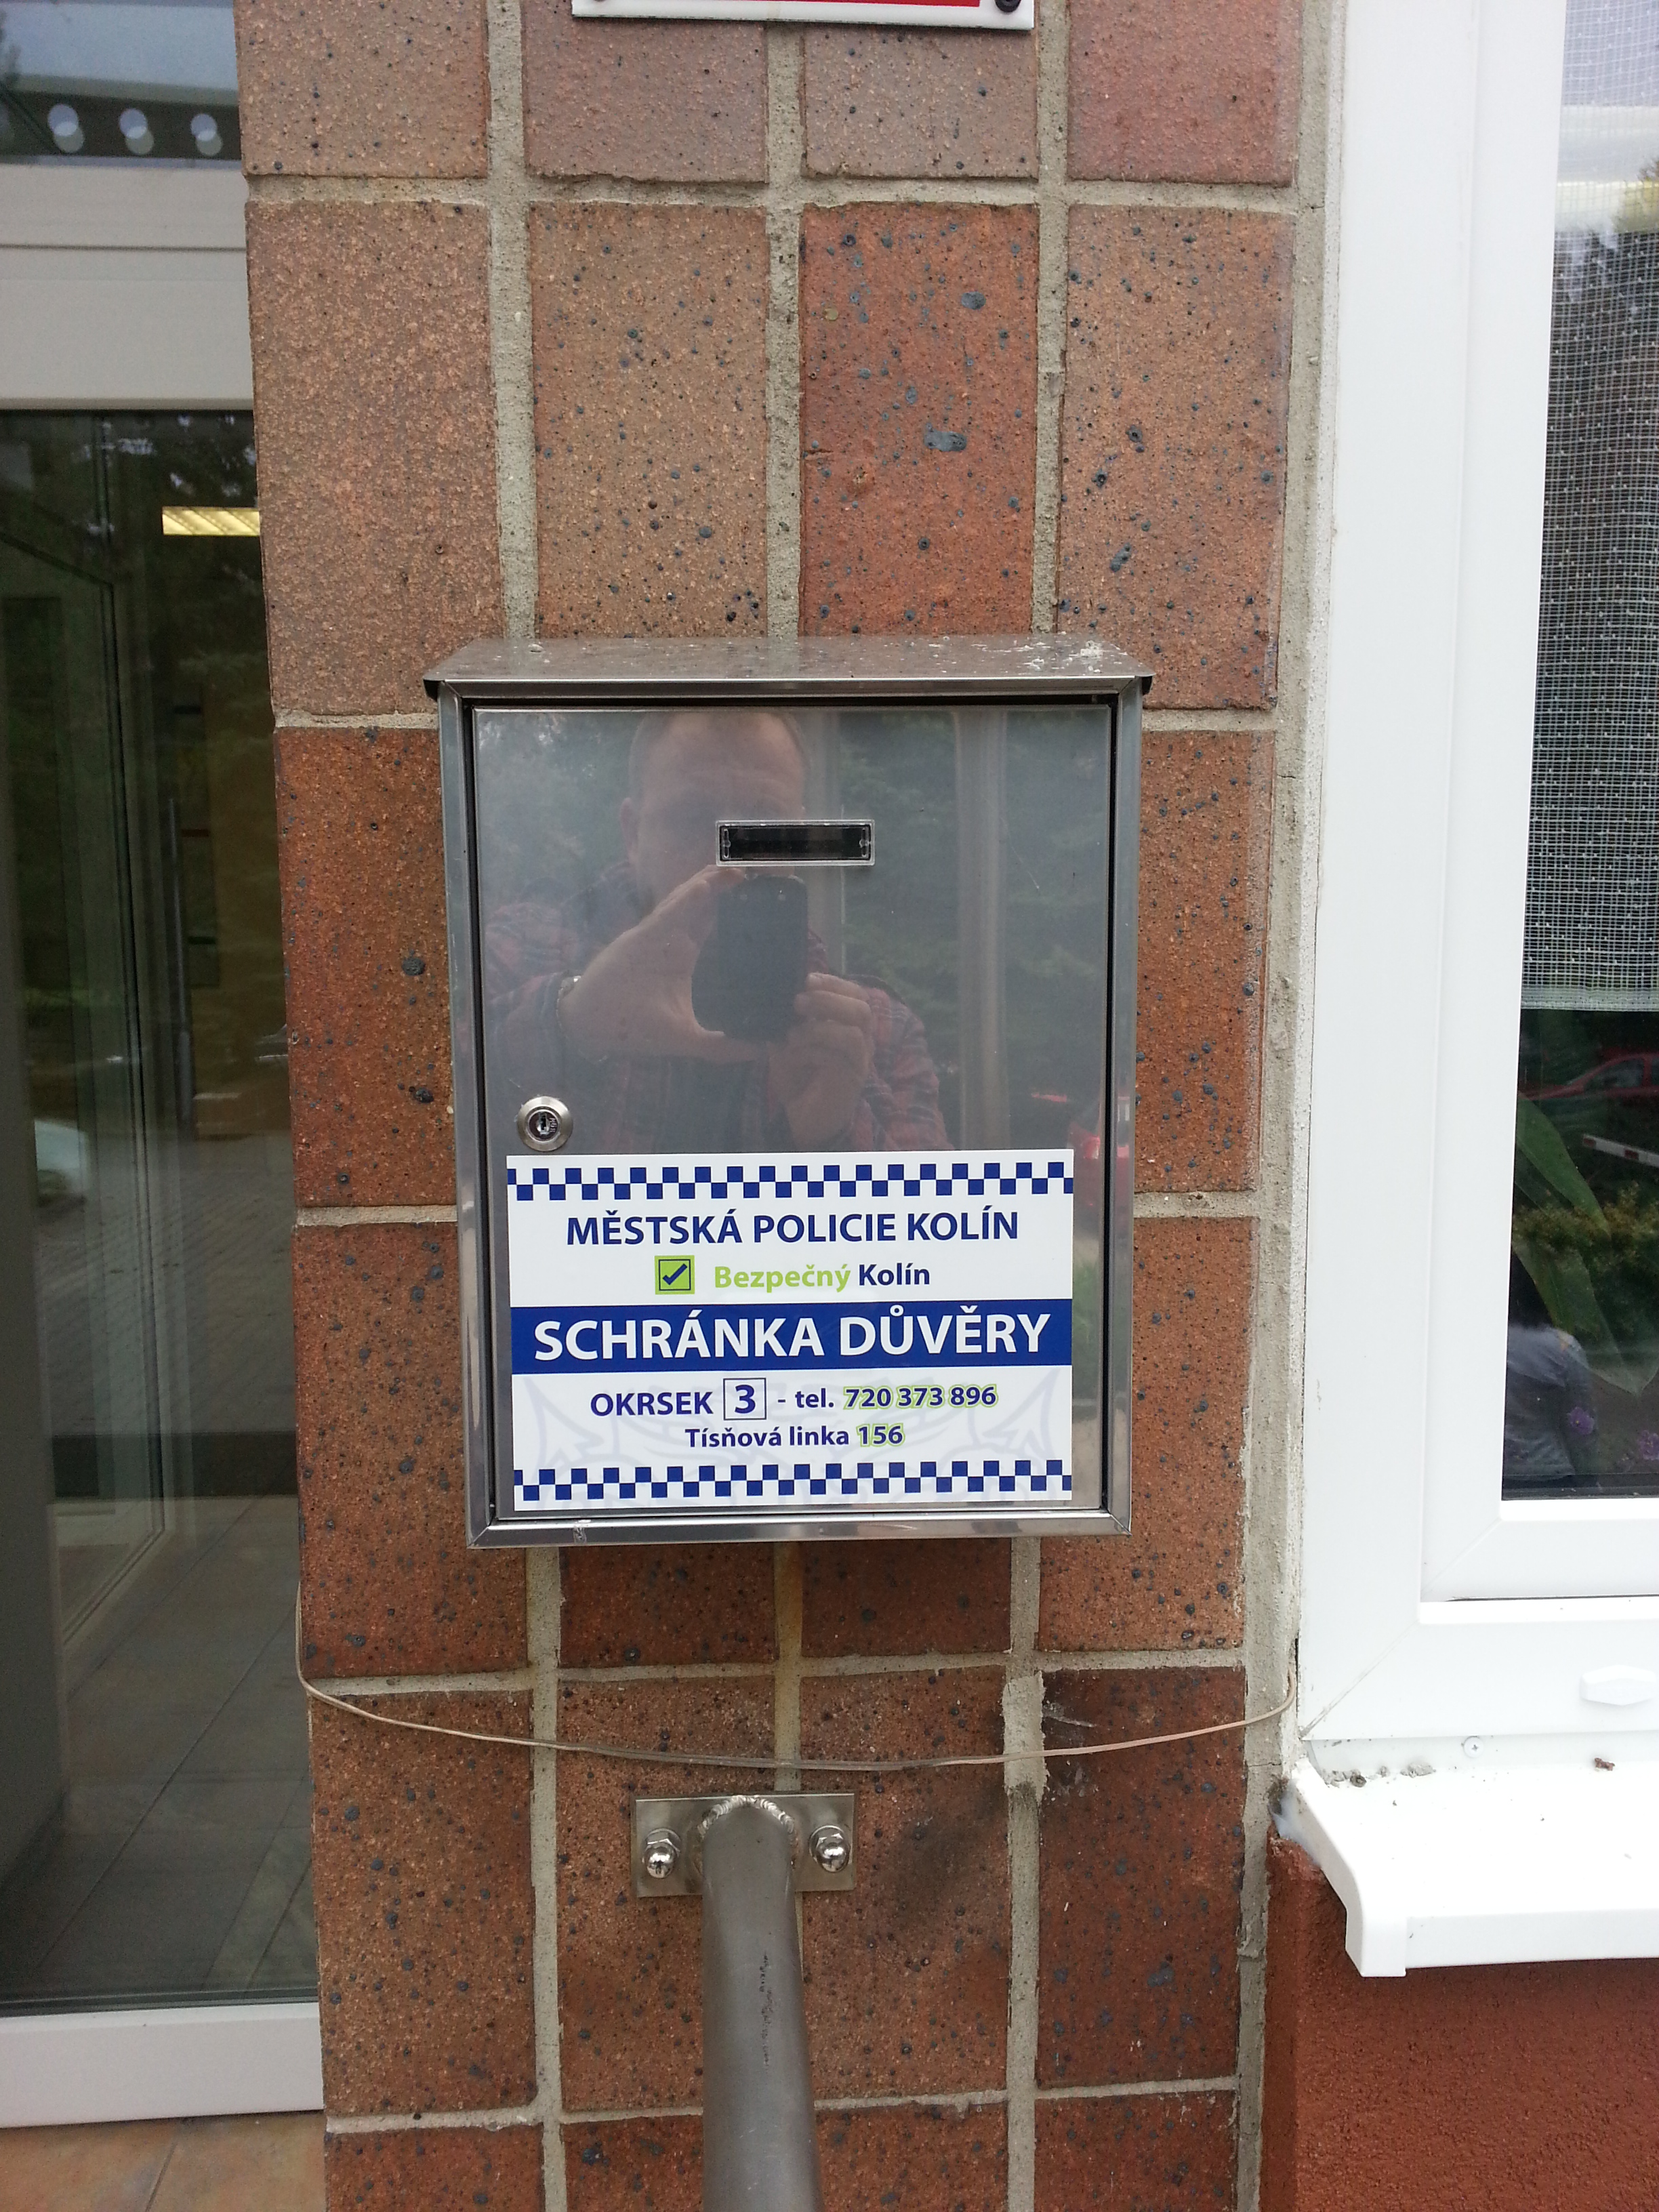 MĚSTSKÁ POLICIE KOLÍN
Bezpečný Kolín
SCHRÁNKA DŮVĚRY
OKRSEK 3 - tel. 720 373 896
Tísňová linka 156